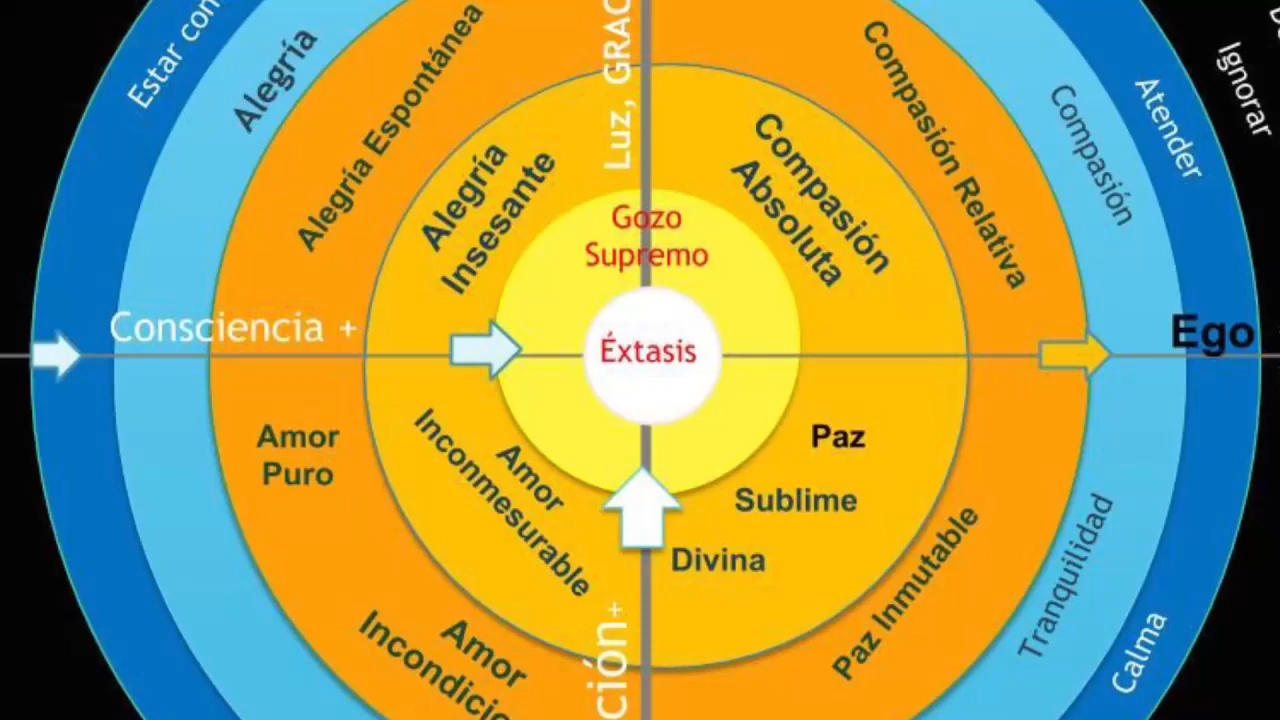 Estar con
Alegría
Alegría Espontánea
Alegría
Insesante
Luz, GRAC
Compasión
Absoluta
Compasión Relativa
Compasión
Atender
Ignorar
Gozo
Supremo
Éxtasis
Consciencia +
Ego
Amor
Puro
Amor
Inconmesurable
Amor
Incondicio
ción+
Paz
Sublime
Divina
Paz Inmutable
Tranquilidad
Calma